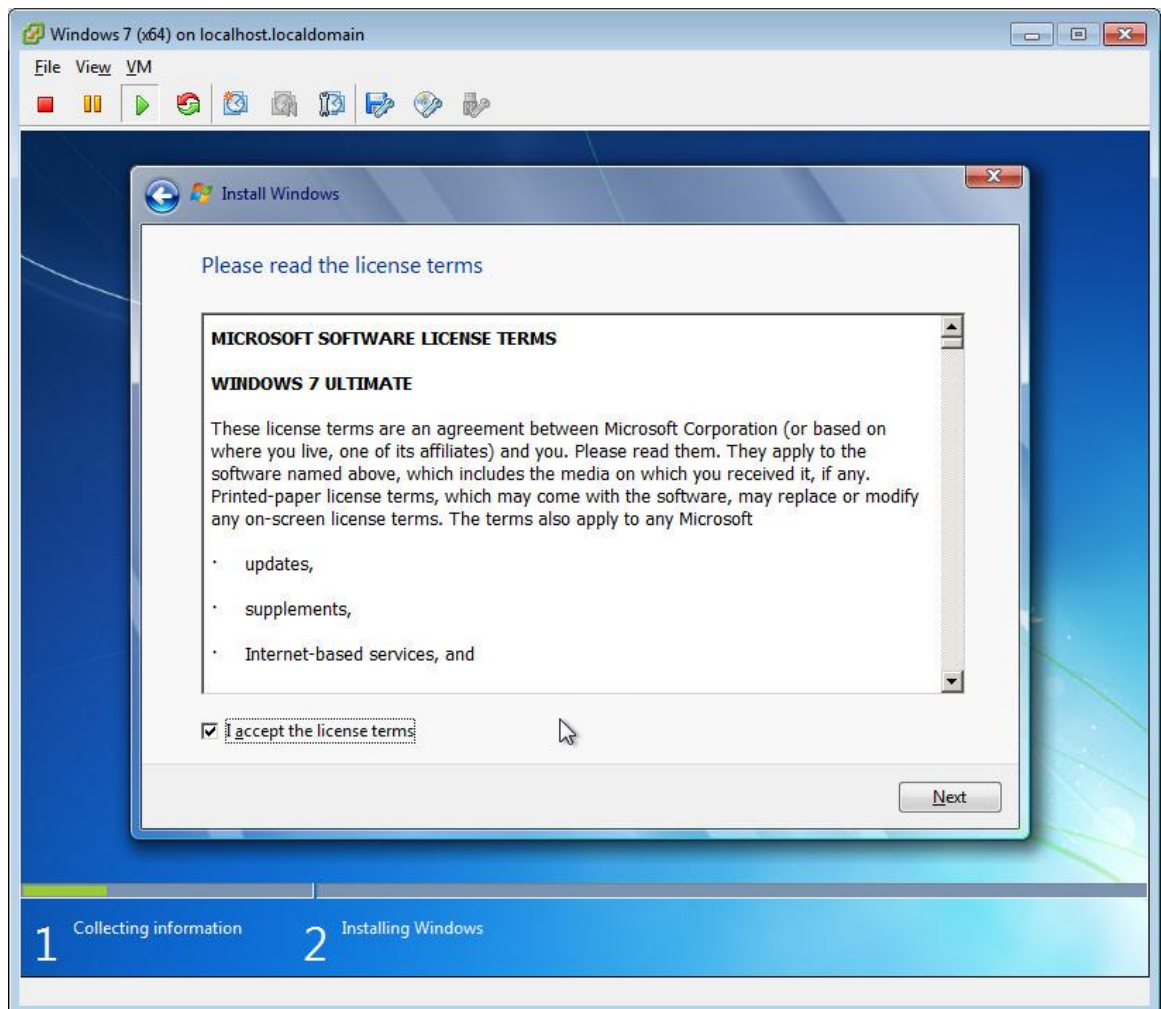 Windows 7 (x64) on localhost.localdomain
File View VM
Install Windows
Please read the license terms
MICROSOFT SOFTWARE LICENSE TERMS
WINDOWS 7 ULTIMATE
These license terms are an agreement between Microsoft Corporation (or based on
where you live, one of its affiliates) and you. Please read them. They apply to the
software named above, which includes the media on which you received it, if any.
Printed-paper license terms, which may come with the software, may replace or modify
any on-screen license terms. The terms also apply to any Microsoft
· updates,
· supplements,
· Internet-based services, and
I accept the license terms
Next
1 Collecting information 2 Installing Windows